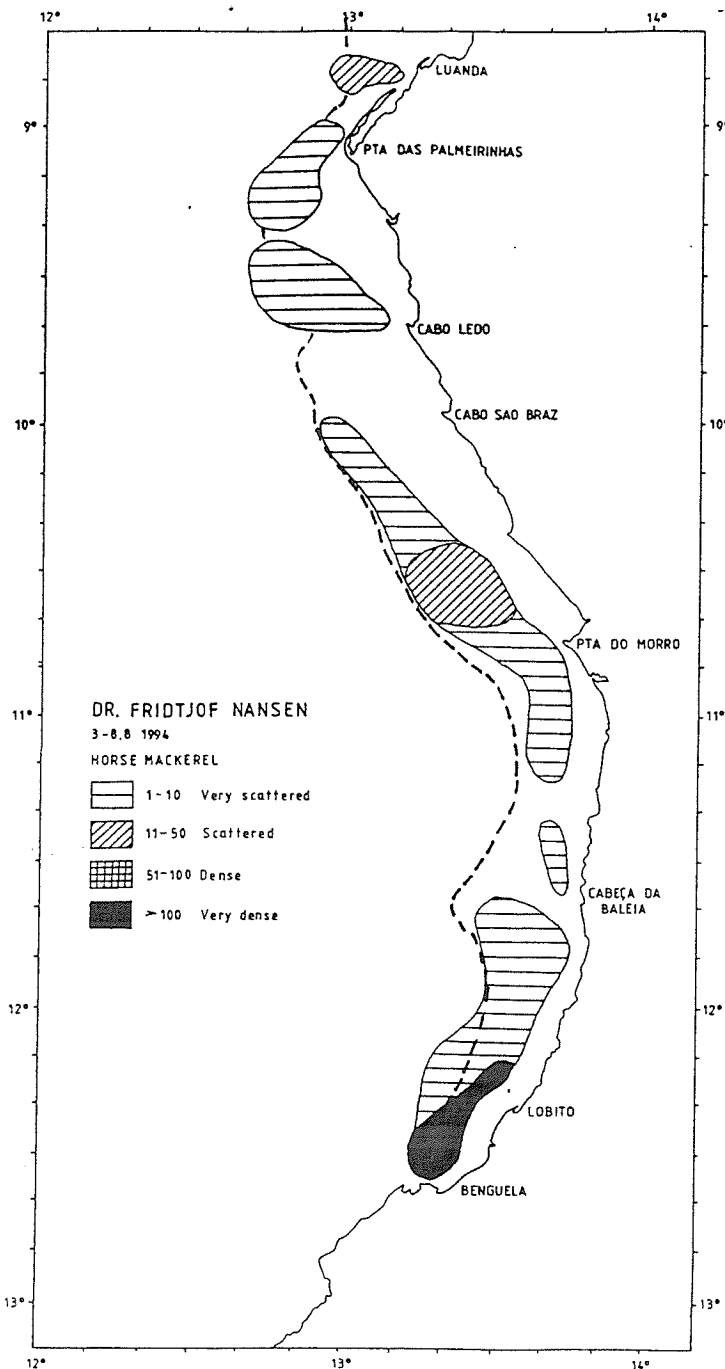 12° 13° 14°
LUANDA
9° 9°
PTA DAS PALMEIRINHAS
CABO LEDO
CABO SAO BRAZ
10° 10°
PTA DO MORRO
DR. FRIDTJOF NANSEN
11° 11°
3-8.8 1994
HORSE MACKEREL
1-10 Very scattered
11-50 Scattered
51-100 Dense
>100 Very dense
CABEÇA DA
BALEIA
12° 12°
LOBITO
BENGUELA
13° 13°
12° 13° 14°